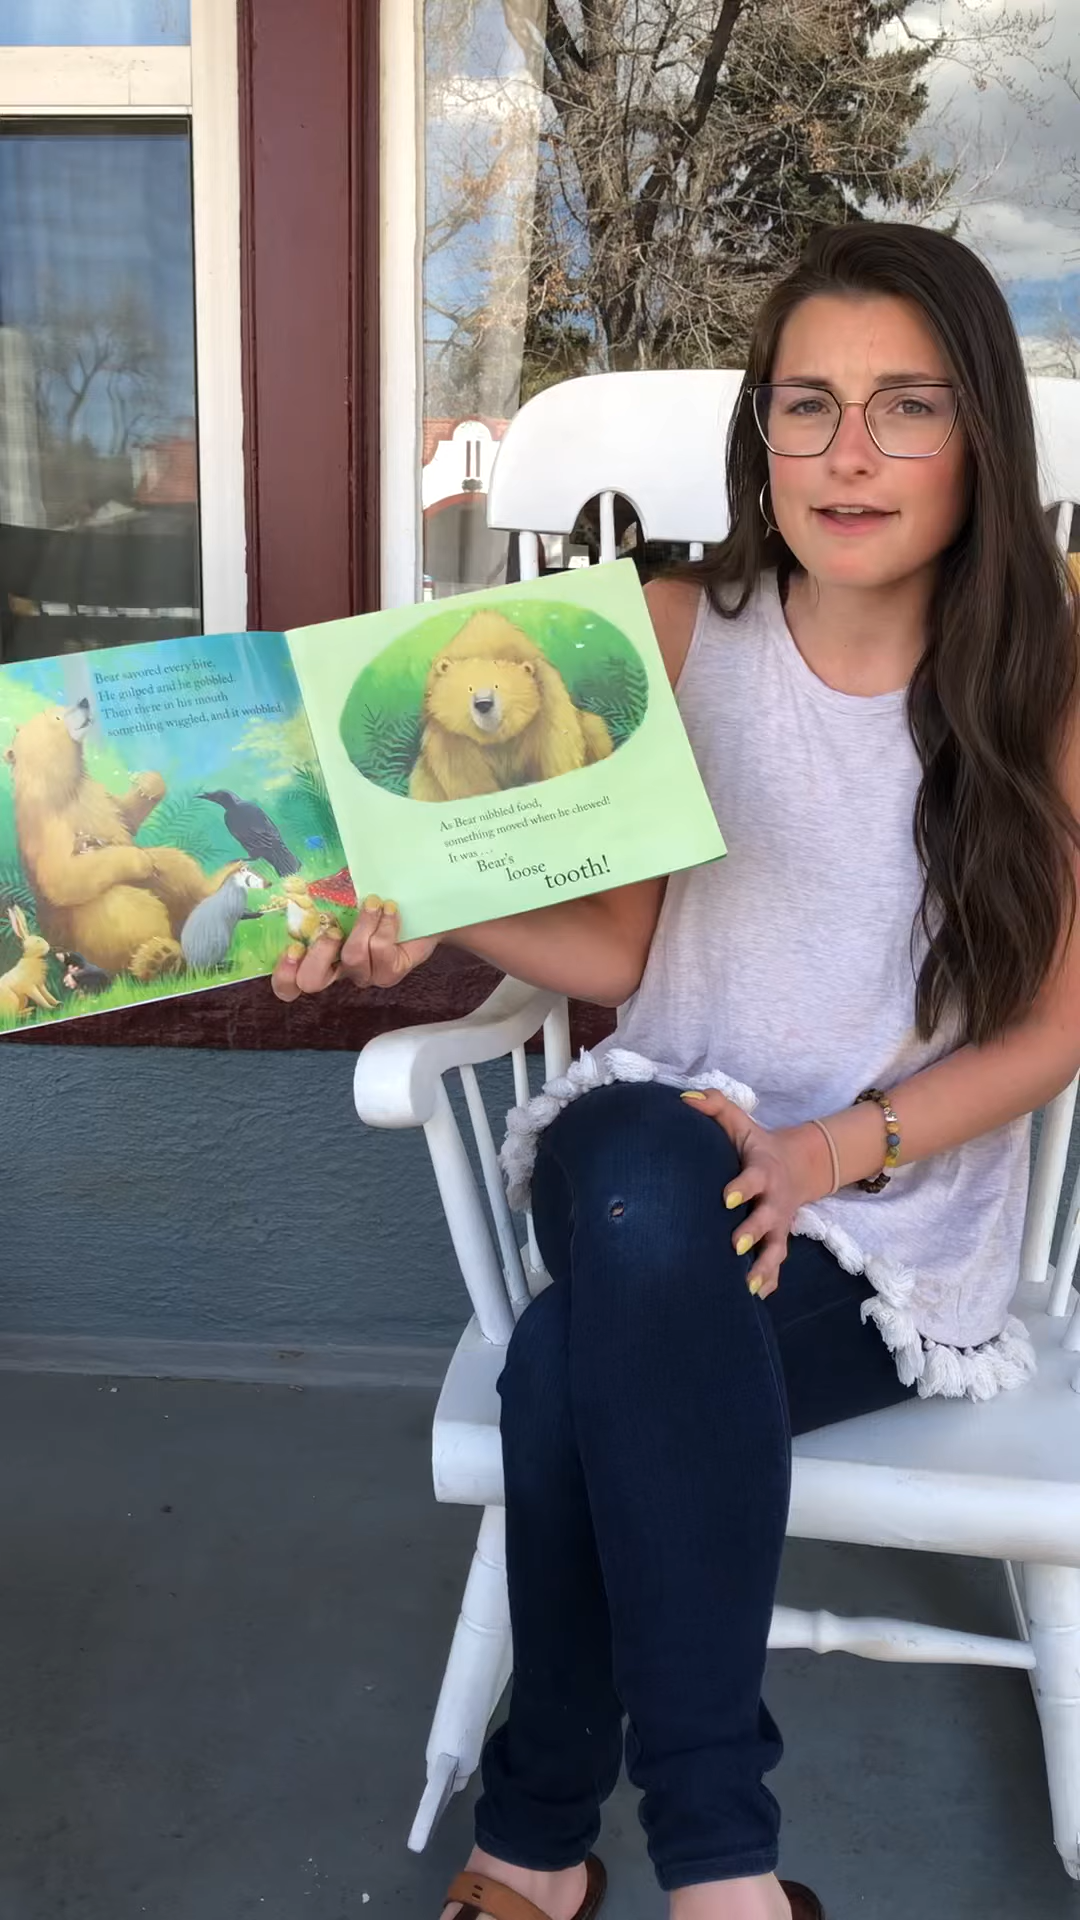 Bear savored every bite.
He gulped and he gobbled.
Then there in his mouth
something wiggled, and it wobbled.
As Bear nibbled food,
something moved when he chewed!
It was . . .
Bear's
loose
tooth!